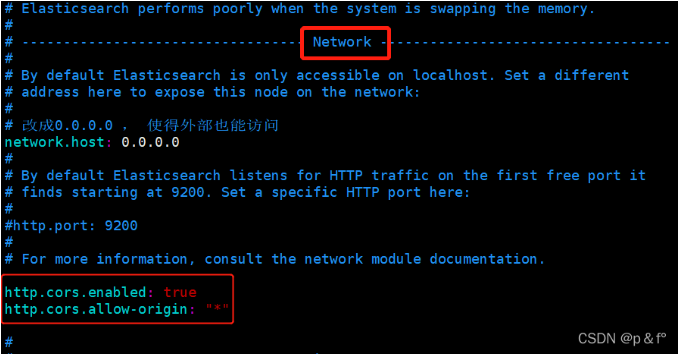 # Elasticsearch performs poorly when the system is swapping the memory.
#
# ---------------------------------- Network -----------------------------------
#
# By default Elasticsearch is only accessible on localhost. Set a different
# address here to expose this node on the network:
#
# 改成0.0.0.0 ， 使得外部也能访问
network.host: 0.0.0.0
#
# By default Elasticsearch listens for HTTP traffic on the first free port it
# finds starting at 9200. Set a specific HTTP port here:
#
#http.port: 9200
#
# For more information, consult the network module documentation.
http.cors.enabled: true
http.cors.allow-origin: "*"
#
CSDN @p＆f°